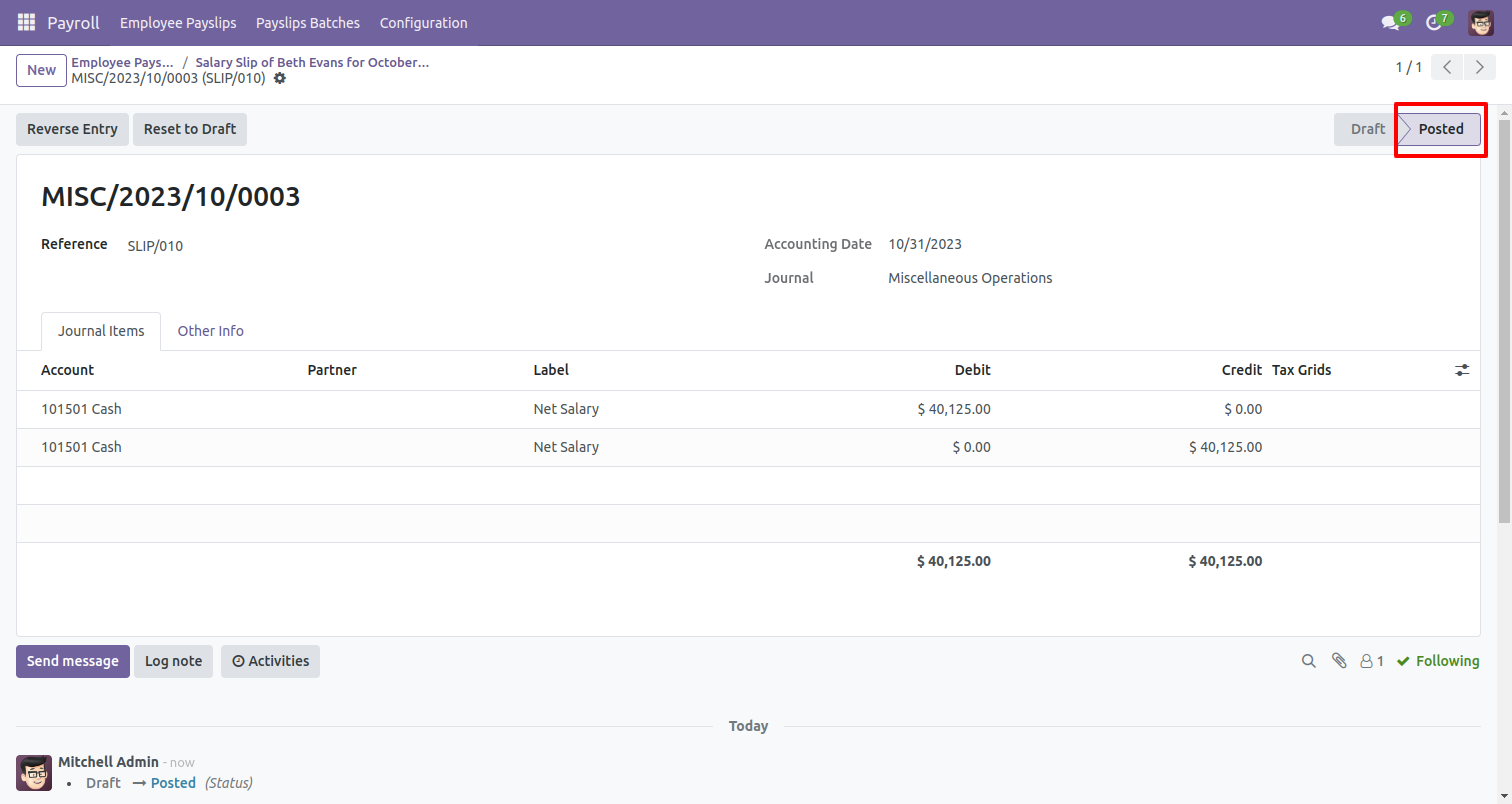 Payroll Employee Payslips Payslips Batches Configuration 6 7
New Employee Pays... / Salary Slip of Beth Evans for October...
MISC/2023/10/0003 (SLIP/010) 1 / 1
Reverse Entry Reset to Draft Draft Posted
MISC/2023/10/0003
Reference SLIP/010 Accounting Date 10/31/2023
Journal Miscellaneous Operations
Journal Items Other Info
Account Partner Label Debit Credit Tax Grids
101501 Cash Net Salary $ 40,125.00 $ 0.00
101501 Cash Net Salary $ 0.00 $ 40,125.00
$ 40,125.00 $ 40,125.00
Send message Log note Activities 1 Following
Today
Mitchell Admin - now
• Draft → Posted (Status)